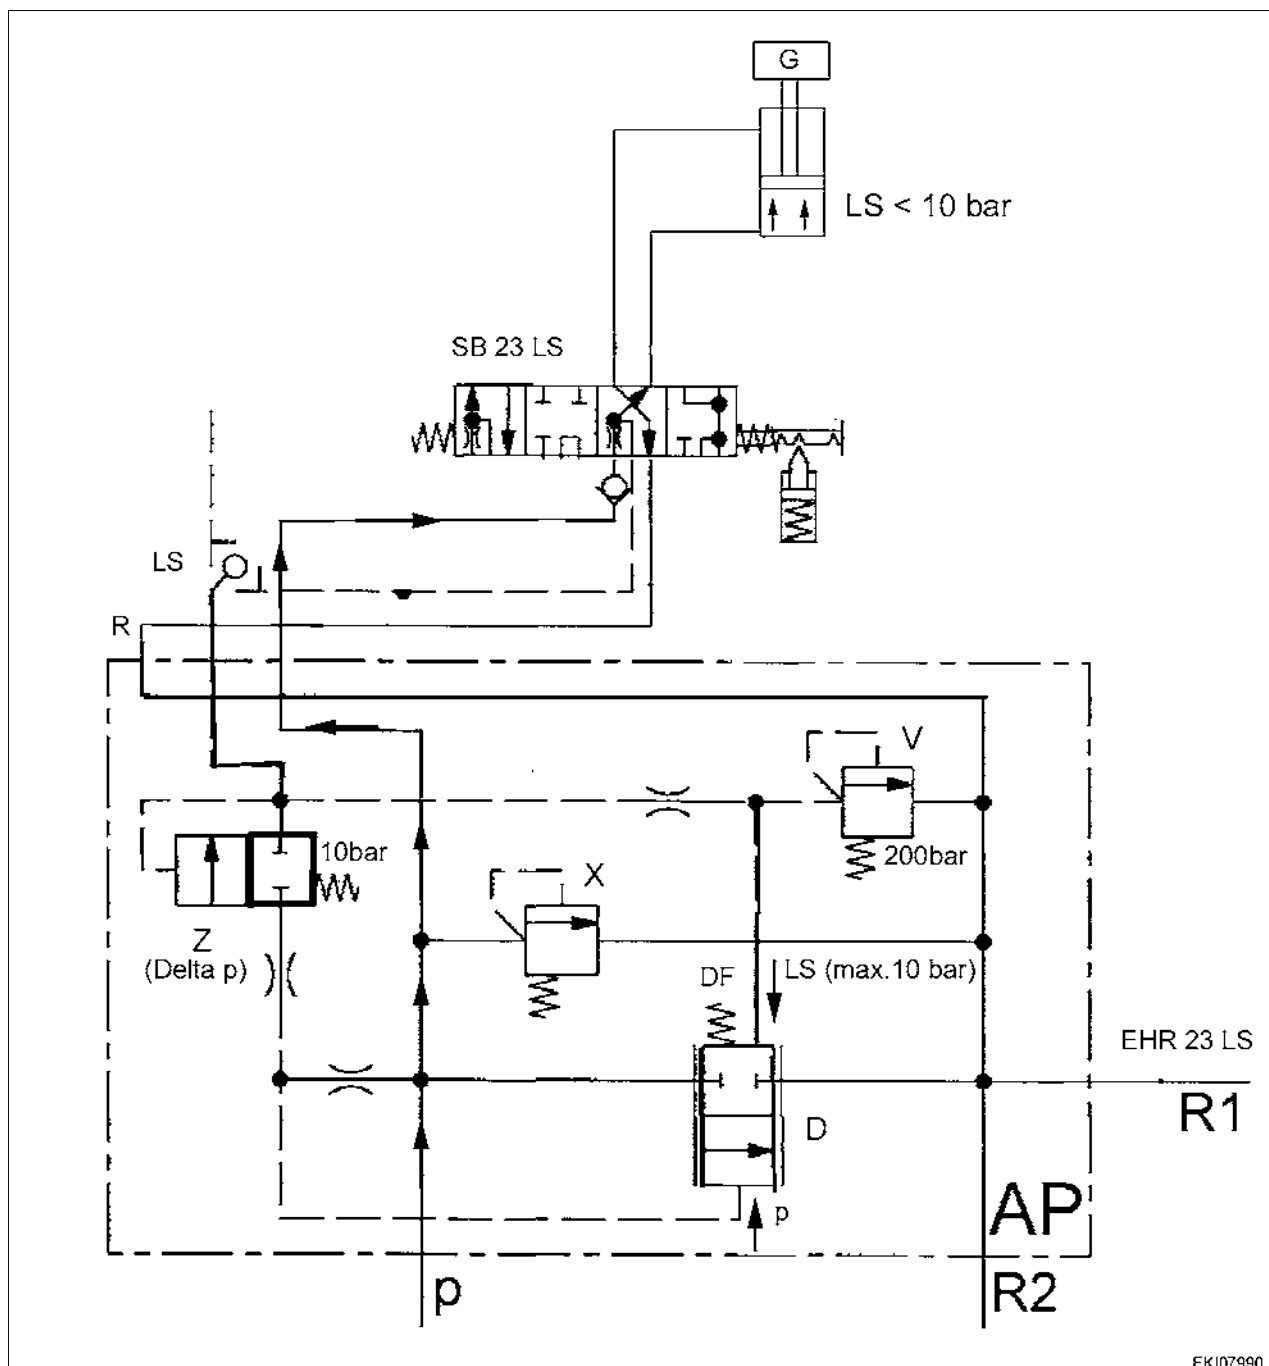 G
LS < 10 bar
SB 23 LS
LS
R
V
10bar
200bar
X
Z
(Delta p)
DF
LS (max.10 bar)
EHR 23 LS
R1
D
p
AP
p
R2
EKI07990